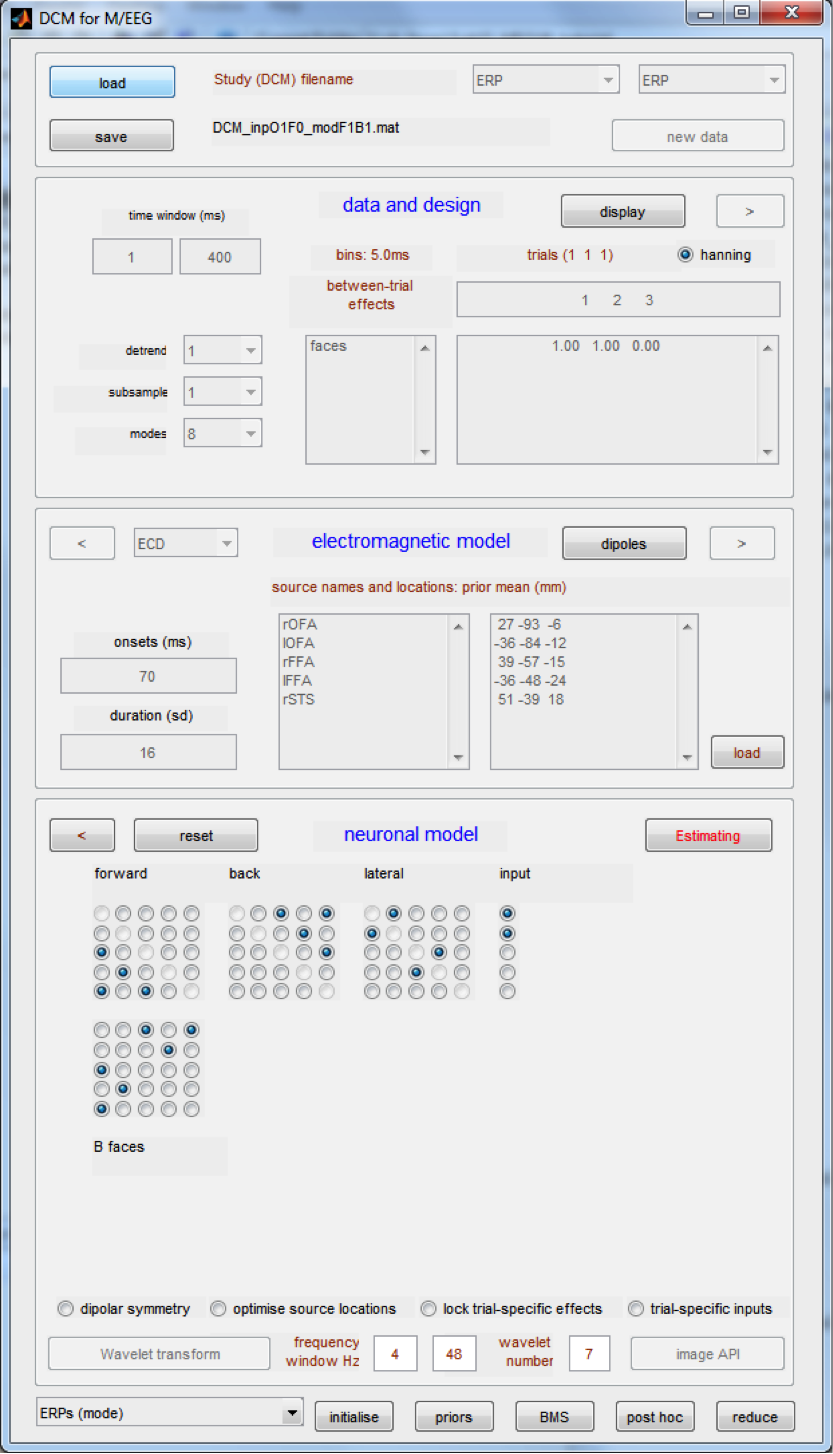 DCM for M/EEG
load
Study (DCM) filename
ERP
ERP
save
DCM_inpO1F0_modF1B1.mat
new data
time window (ms)
data and design
display
>
1
400
bins: 5.0ms
trials (1 1 1)
hanning
between-trial
effects
1 2 3
detrend
1
faces
1.00 1.00 0.00
subsample
1
modes
8
<
ECD
electromagnetic model
dipoles
>
source names and locations: prior mean (mm)
onsets (ms)
70
duration (sd)
16
rOFA
lOFA
rFFA
lFFA
rSTS
27 -93 -6
-36 -84 -12
39 -57 -15
-36 -48 -24
51 -39 18
load
<
reset
neuronal model
Estimating
forward
back
lateral
input
B faces
dipolar symmetry
optimise source locations
lock trial-specific effects
trial-specific inputs
Wavelet transform
frequency
window Hz
4
48
wavelet
number
7
image API
ERPs (mode)
initialise
priors
BMS
post hoc
reduce